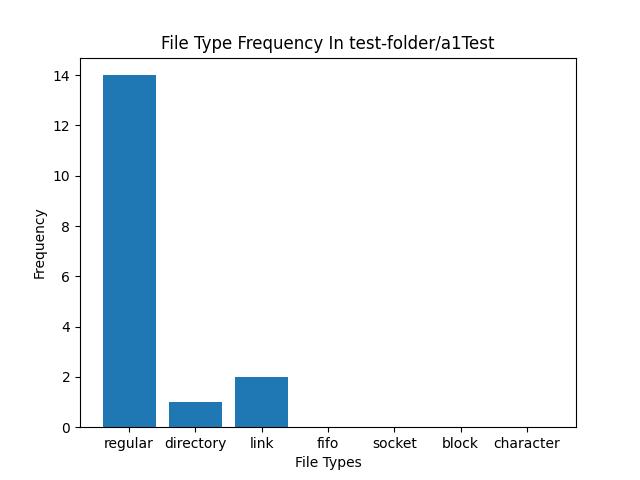 File Type Frequency In test-folder/a1Test
Frequency
14
12
10
8
6
4
2
0
regular directory link fifo socket block character
File Types